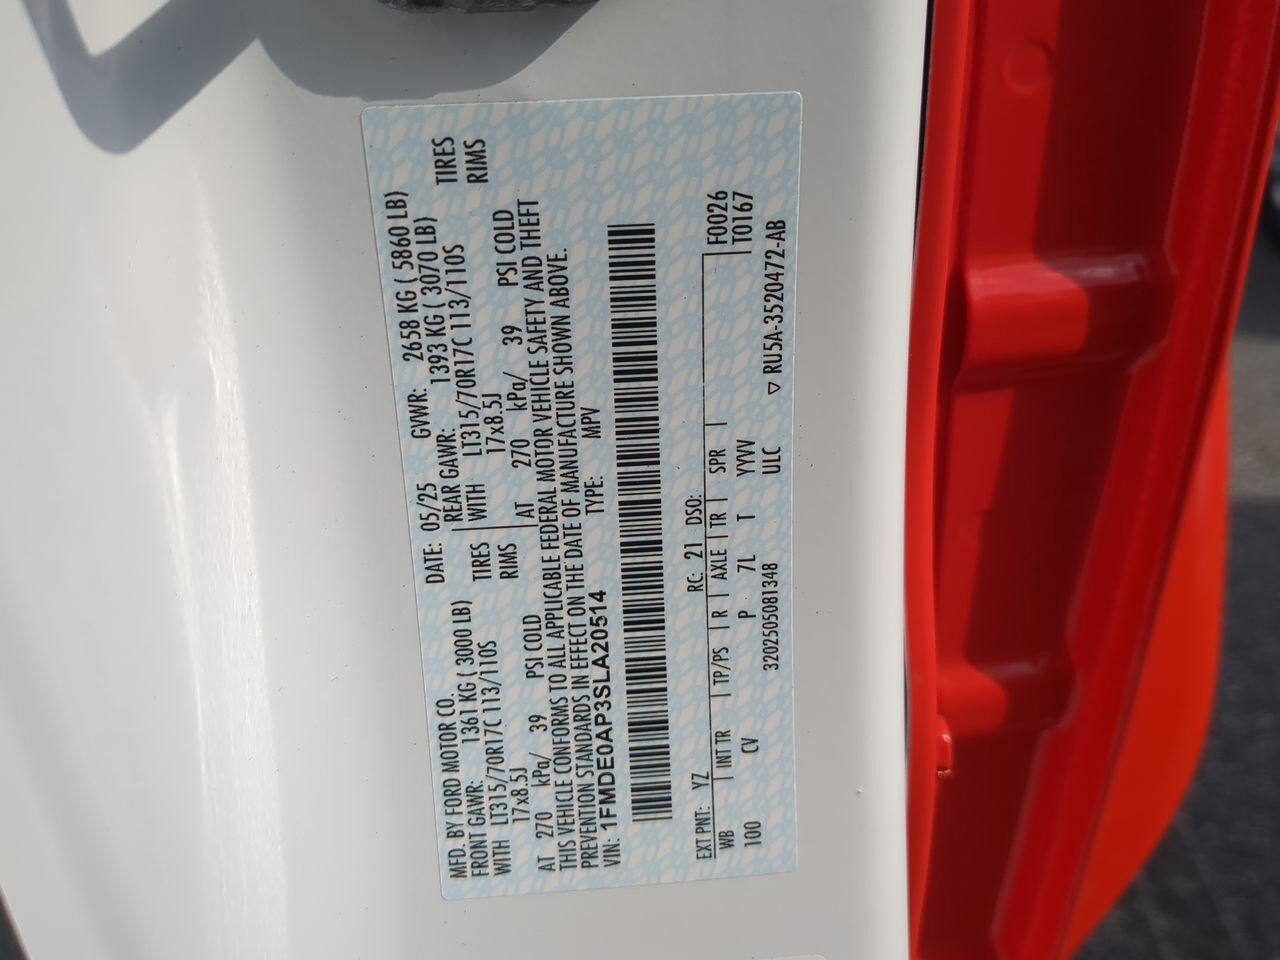 MFD. BY FORD MOTOR CO. DATE: 05/25 GVWR: 2658 KG ( 5860 LB)
FRONT GAWR: 1361 KG ( 3000 LB) REAR GAWR: 1393 KG ( 3070 LB)
WITH LT315/70R17C 113/110S TIRES WITH LT315/70R17C 113/110S TIRES
17x8.5J RIMS 17x8.5J RIMS
AT 270 kPa/ 39 PSI COLD AT 270 kPa/ 39 PSI COLD
THIS VEHICLE CONFORMS TO ALL APPLICABLE FEDERAL MOTOR VEHICLE SAFETY AND THEFT
PREVENTION STANDARDS IN EFFECT ON THE DATE OF MANUFACTURE SHOWN ABOVE.
VIN: 1FMDE0AP3SLA20514 TYPE: MPV
EXT PNT: YZ RC: 21 DSO: F0026
WB INT TR TP/PS R AXLE TR SPR T0167
100 CV P 7L T YYVV
3202505081348 ULC ▽ RU5A-3520472-AB